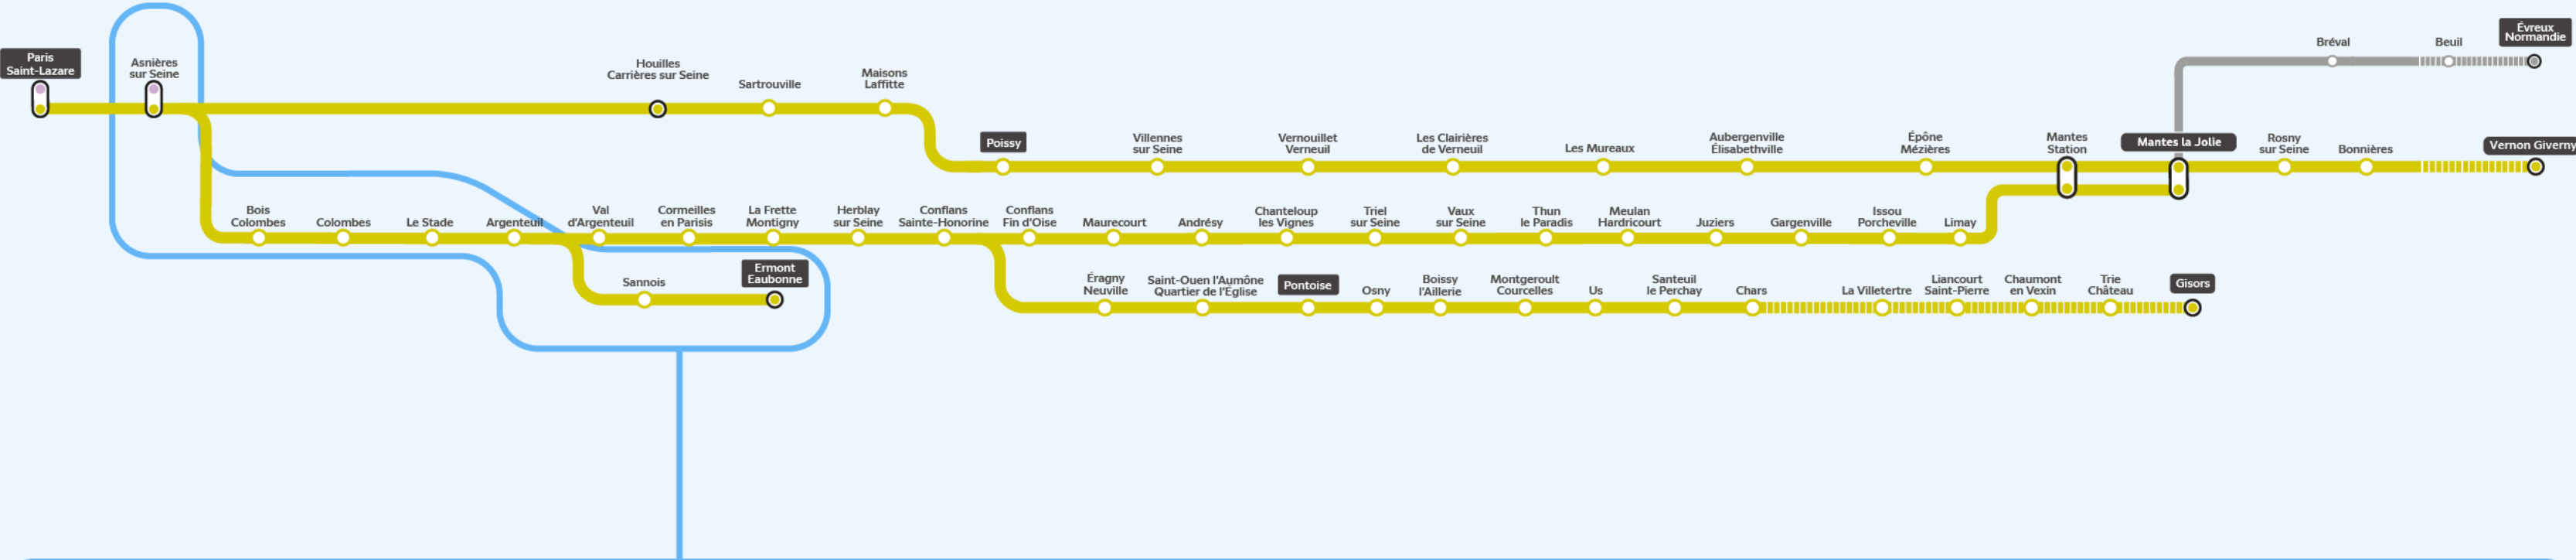 Paris
Saint-Lazare
Asnières
sur Seine
Houilles
Carrières sur Seine
Sartrouville
Maisons
Laffitte
Poissy
Villennes
sur Seine
Vernouillet
Verneuil
Les Clairières
de Verneuil
Les Mureaux
Aubergenville
Élisabethville
Épône
Mézières
Mantes
Station
Mantes la Jolie
Rosny
sur Seine
Bonnières
Vernon Giverny
Bréval
Beuil
Évreux
Normandie
Bois
Colombes
Colombes
Le Stade
Argenteuil
Val
d'Argenteuil
Cormeilles
en Parisis
La Frette
Montigny
Herblay
sur Seine
Conflans
Sainte-Honorine
Conflans
Fin d'Oise
Maurecourt
Andrésy
Chanteloup
les Vignes
Triel
sur Seine
Vaux
sur Seine
Thun
le Paradis
Meulan
Hardricourt
Juziers
Gargenville
Issou
Porcheville
Limay
Sannois
Ermont
Eaubonne
Éragny
Neuville
Saint-Ouen l'Aumône
Quartier de l'Église
Pontoise
Osny
Boissy
l'Aillerie
Montgeroult
Courcelles
Us
Santeuil
le Perchay
Chars
La Villetertre
Liancourt
Saint-Pierre
Chaumont
en Vexin
Trie
Château
Gisors